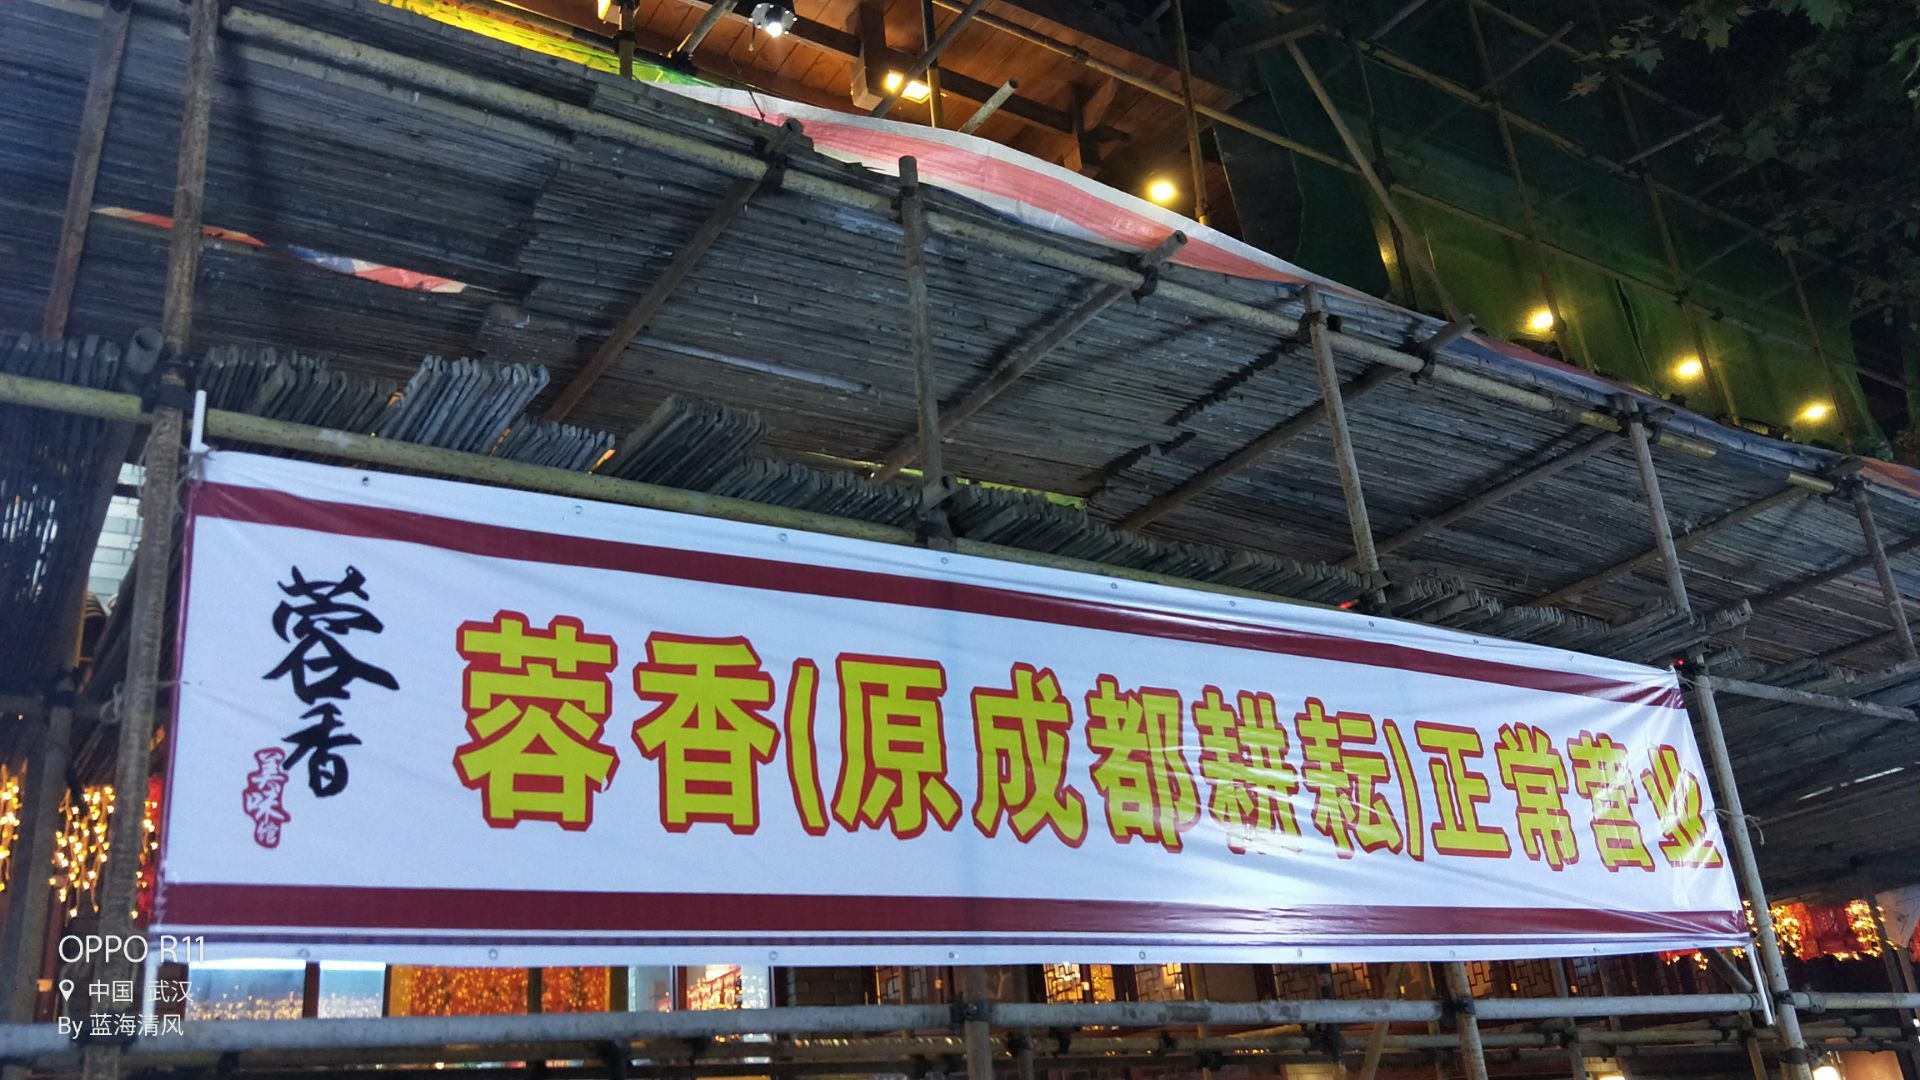 蓉香
美味馆
蓉香(原成都耕耘)正常营业
OPPO R11
中国 武汉
By 蓝海清风